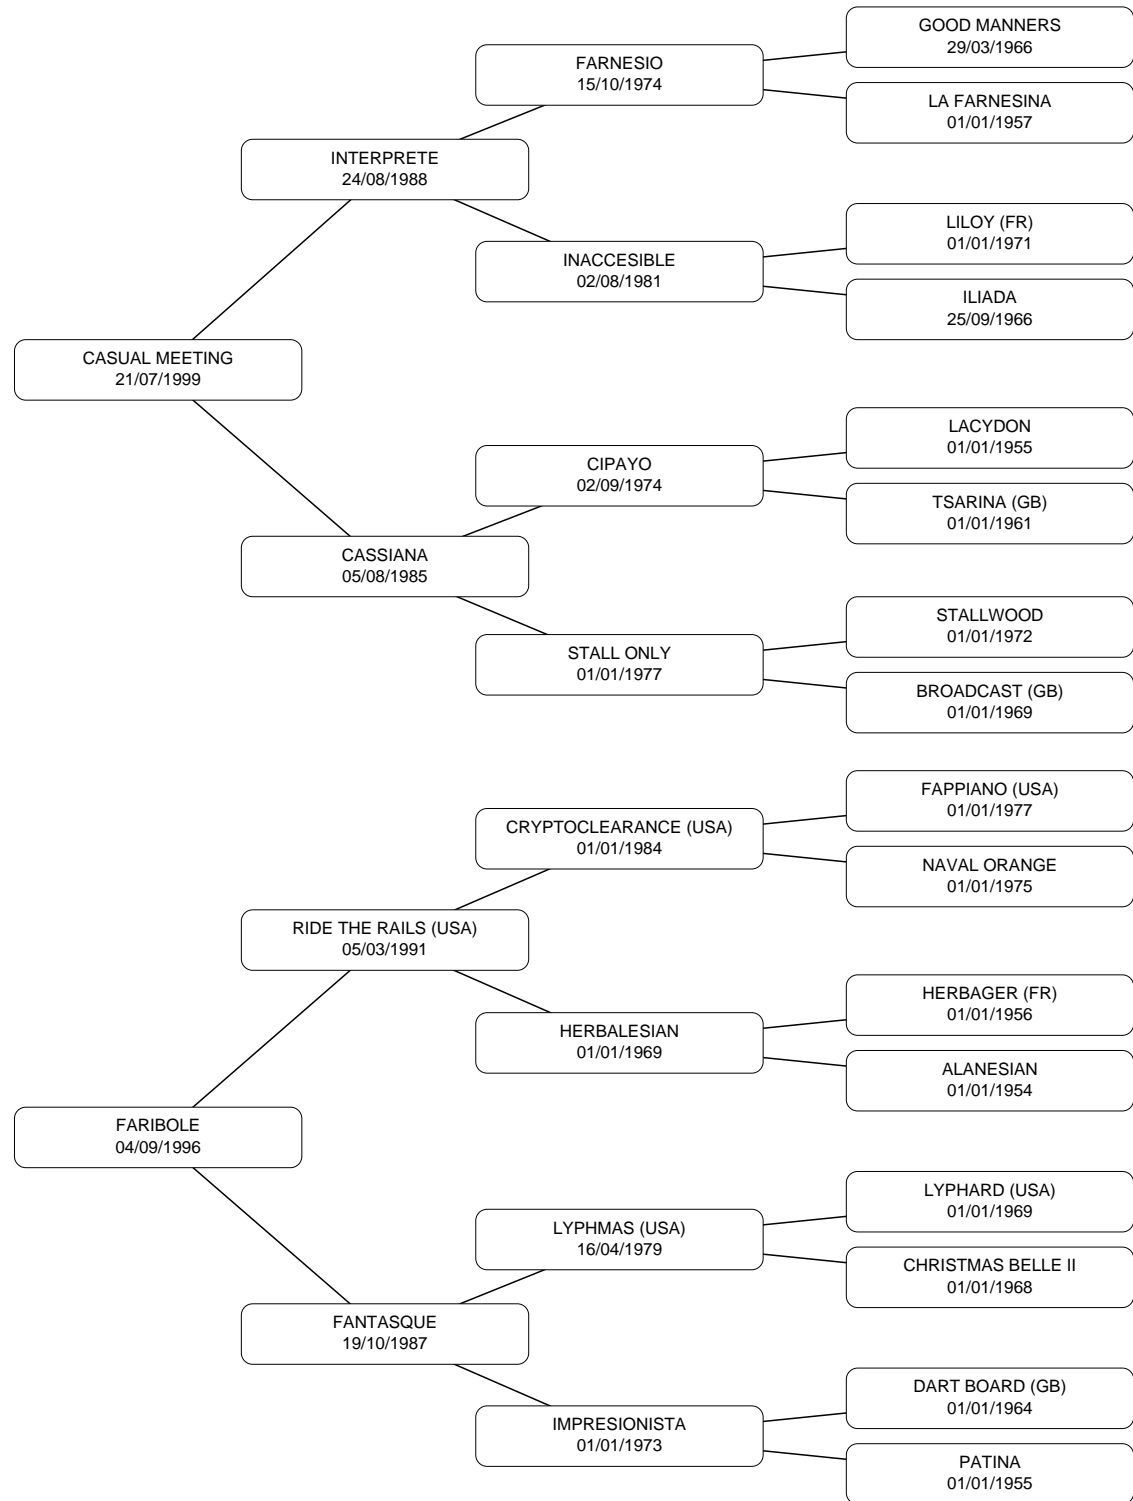 GOOD MANNERS
29/03/1966
FARNESIO
15/10/1974
LA FARNESINA
01/01/1957
INTERPRETE
24/08/1988
LILOY (FR)
01/01/1971
INACCESIBLE
02/08/1981
ILIADA
25/09/1966
CASUAL MEETING
21/07/1999
LACYDON
01/01/1955
CIPAYO
02/09/1974
TSARINA (GB)
01/01/1961
CASSIANA
05/08/1985
STALLWOOD
01/01/1972
STALL ONLY
01/01/1977
BROADCAST (GB)
01/01/1969
FAPPIANO (USA)
01/01/1977
CRYPTOCLEARANCE (USA)
01/01/1984
NAVAL ORANGE
01/01/1975
RIDE THE RAILS (USA)
05/03/1991
HERBAGER (FR)
01/01/1956
HERBALESIAN
01/01/1969
ALANESIAN
01/01/1954
FARIBOLE
04/09/1996
LYPHARD (USA)
01/01/1969
LYPHMAS (USA)
16/04/1979
CHRISTMAS BELLE II
01/01/1968
FANTASQUE
19/10/1987
DART BOARD (GB)
01/01/1964
IMPRESIONISTA
01/01/1973
PATINA
01/01/1955